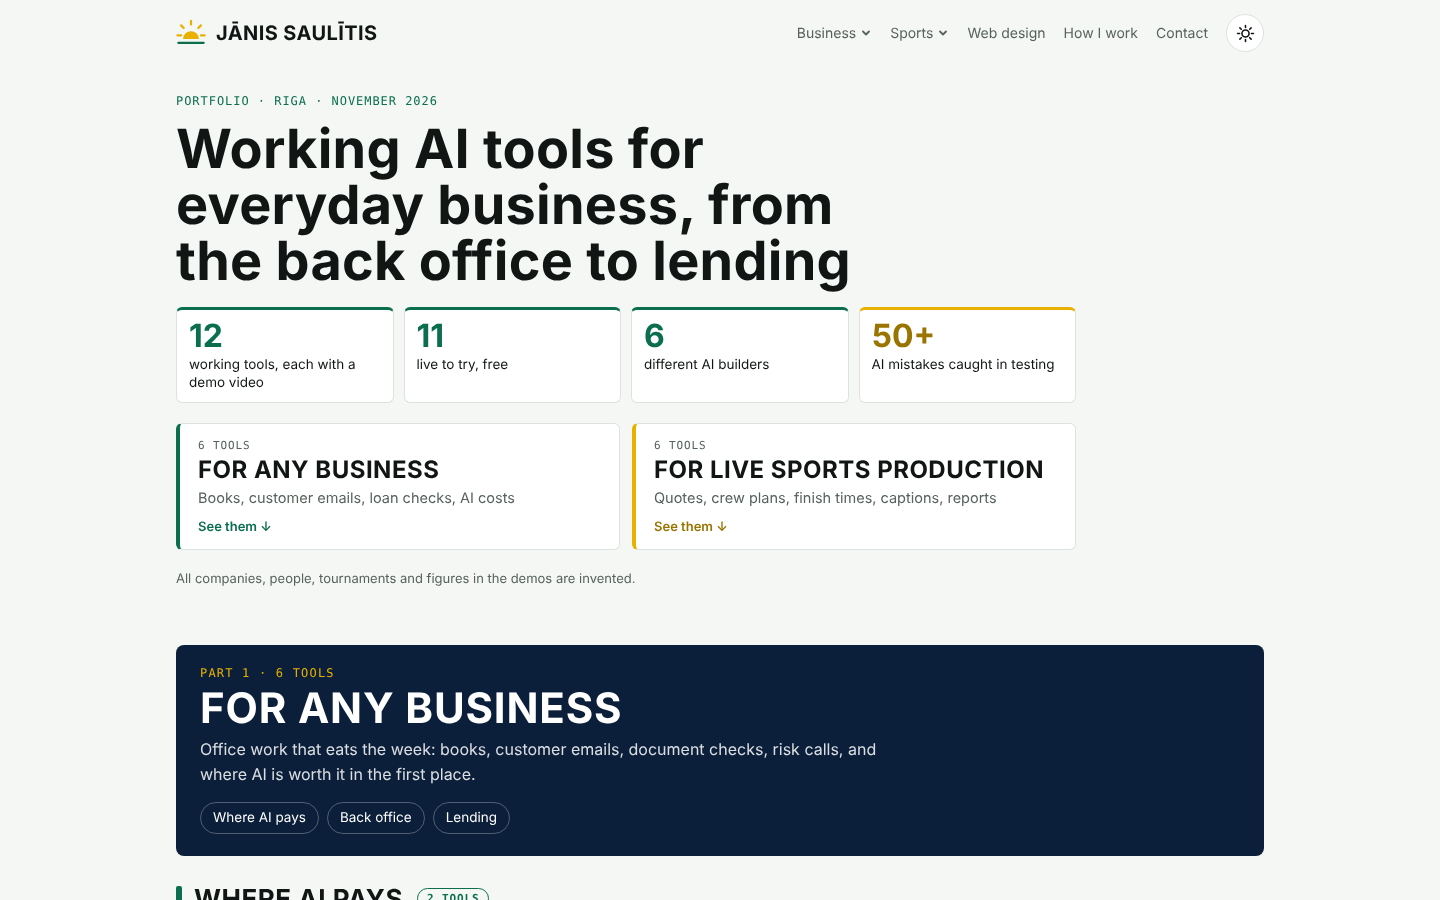 JĀNIS SAULĪTIS
Business
Sports
Web design
How I work
Contact
PORTFOLIO · RIGA · NOVEMBER 2026
Working AI tools for
everyday business, from
the back office to lending
12
working tools, each with a
demo video
11
live to try, free
6
different AI builders
50+
AI mistakes caught in testing
6 TOOLS
FOR ANY BUSINESS
Books, customer emails, loan checks, AI costs
See them ↓
6 TOOLS
FOR LIVE SPORTS PRODUCTION
Quotes, crew plans, finish times, captions, reports
See them ↓
All companies, people, tournaments and figures in the demos are invented.
PART 1 · 6 TOOLS
FOR ANY BUSINESS
Office work that eats the week: books, customer emails, document checks, risk calls, and
where AI is worth it in the first place.
Where AI pays
Back office
Lending
WHERE AI PAYS
2 TOOLS